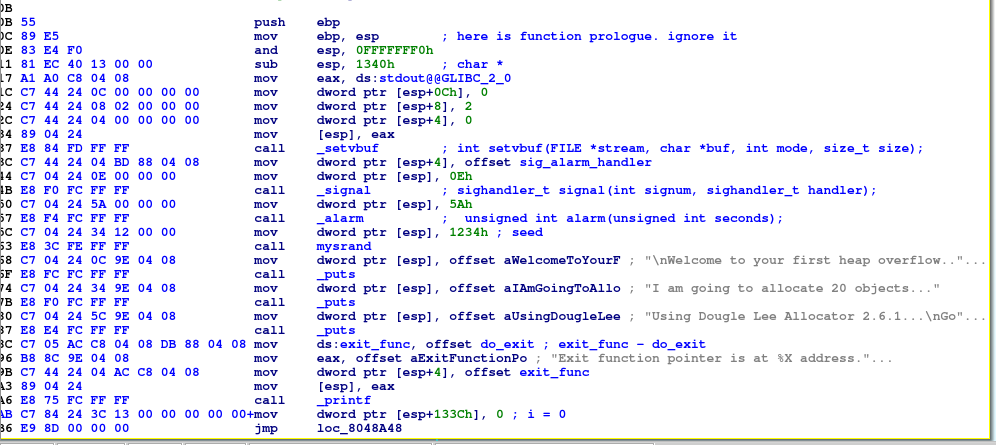 0B
0B 55 push ebp
0C 89 E5 mov ebp, esp ; here is function prologue. ignore it
0E 83 E4 F0 and esp, 0FFFFFFF0h
11 81 EC 40 13 00 00 sub esp, 1340h ; char *
17 A1 A0 C8 04 08 mov eax, ds:stdout@@GLIBC_2_0
1C C7 44 24 0C 00 00 00 00 mov dword ptr [esp+0Ch], 0
24 C7 44 24 08 02 00 00 00 mov dword ptr [esp+8], 2
2C C7 44 24 04 00 00 00 00 mov dword ptr [esp+4], 0
34 89 04 24 mov [esp], eax
37 E8 84 FD FF FF call _setvbuf ; int setvbuf(FILE *stream, char *buf, int mode, size_t size);
3C C7 44 24 04 BD 88 04 08 mov dword ptr [esp+4], offset sig_alarm_handler
44 C7 04 24 0E 00 00 00 mov dword ptr [esp], 0Eh
4B E8 F0 FC FF FF call _signal ; sighandler_t signal(int signum, sighandler_t handler);
50 C7 04 24 5A 00 00 00 mov dword ptr [esp], 5Ah
57 E8 F4 FC FF FF call _alarm ; unsigned int alarm(unsigned int seconds);
5C C7 04 24 34 12 00 00 mov dword ptr [esp], 1234h ; seed
63 E8 3C FE FF FF call mysrand
68 C7 04 24 0C 9E 04 08 mov dword ptr [esp], offset aWelcomeToYourF ; "\nWelcome to your first heap overflow.."...
6F E8 FC FC FF FF call _puts
74 C7 04 24 34 9E 04 08 mov dword ptr [esp], offset aIAmGoingToAllo ; "I am going to allocate 20 objects..."
7B E8 F0 FC FF FF call _puts
80 C7 04 24 5C 9E 04 08 mov dword ptr [esp], offset aUsingDougleLee ; "Using Dougle Lee Allocator 2.6.1...\nGo"...
87 E8 E4 FC FF FF call _puts
8C C7 05 AC C8 04 08 DB 88 04 08 mov ds:exit_func, offset do_exit ; exit_func - do_exit
96 B8 8C 9E 04 08 mov eax, offset aExitFunctionPo ; "Exit function pointer is at %X address."...
9B C7 44 24 04 AC C8 04 08 mov dword ptr [esp+4], offset exit_func
A3 89 04 24 mov [esp], eax
A6 E8 75 FC FF FF call _printf
AB C7 84 24 3C 13 00 00 00 00 00+mov dword ptr [esp+133Ch], 0 ; i = 0
B6 E9 8D 00 00 00 jmp loc_8048A48